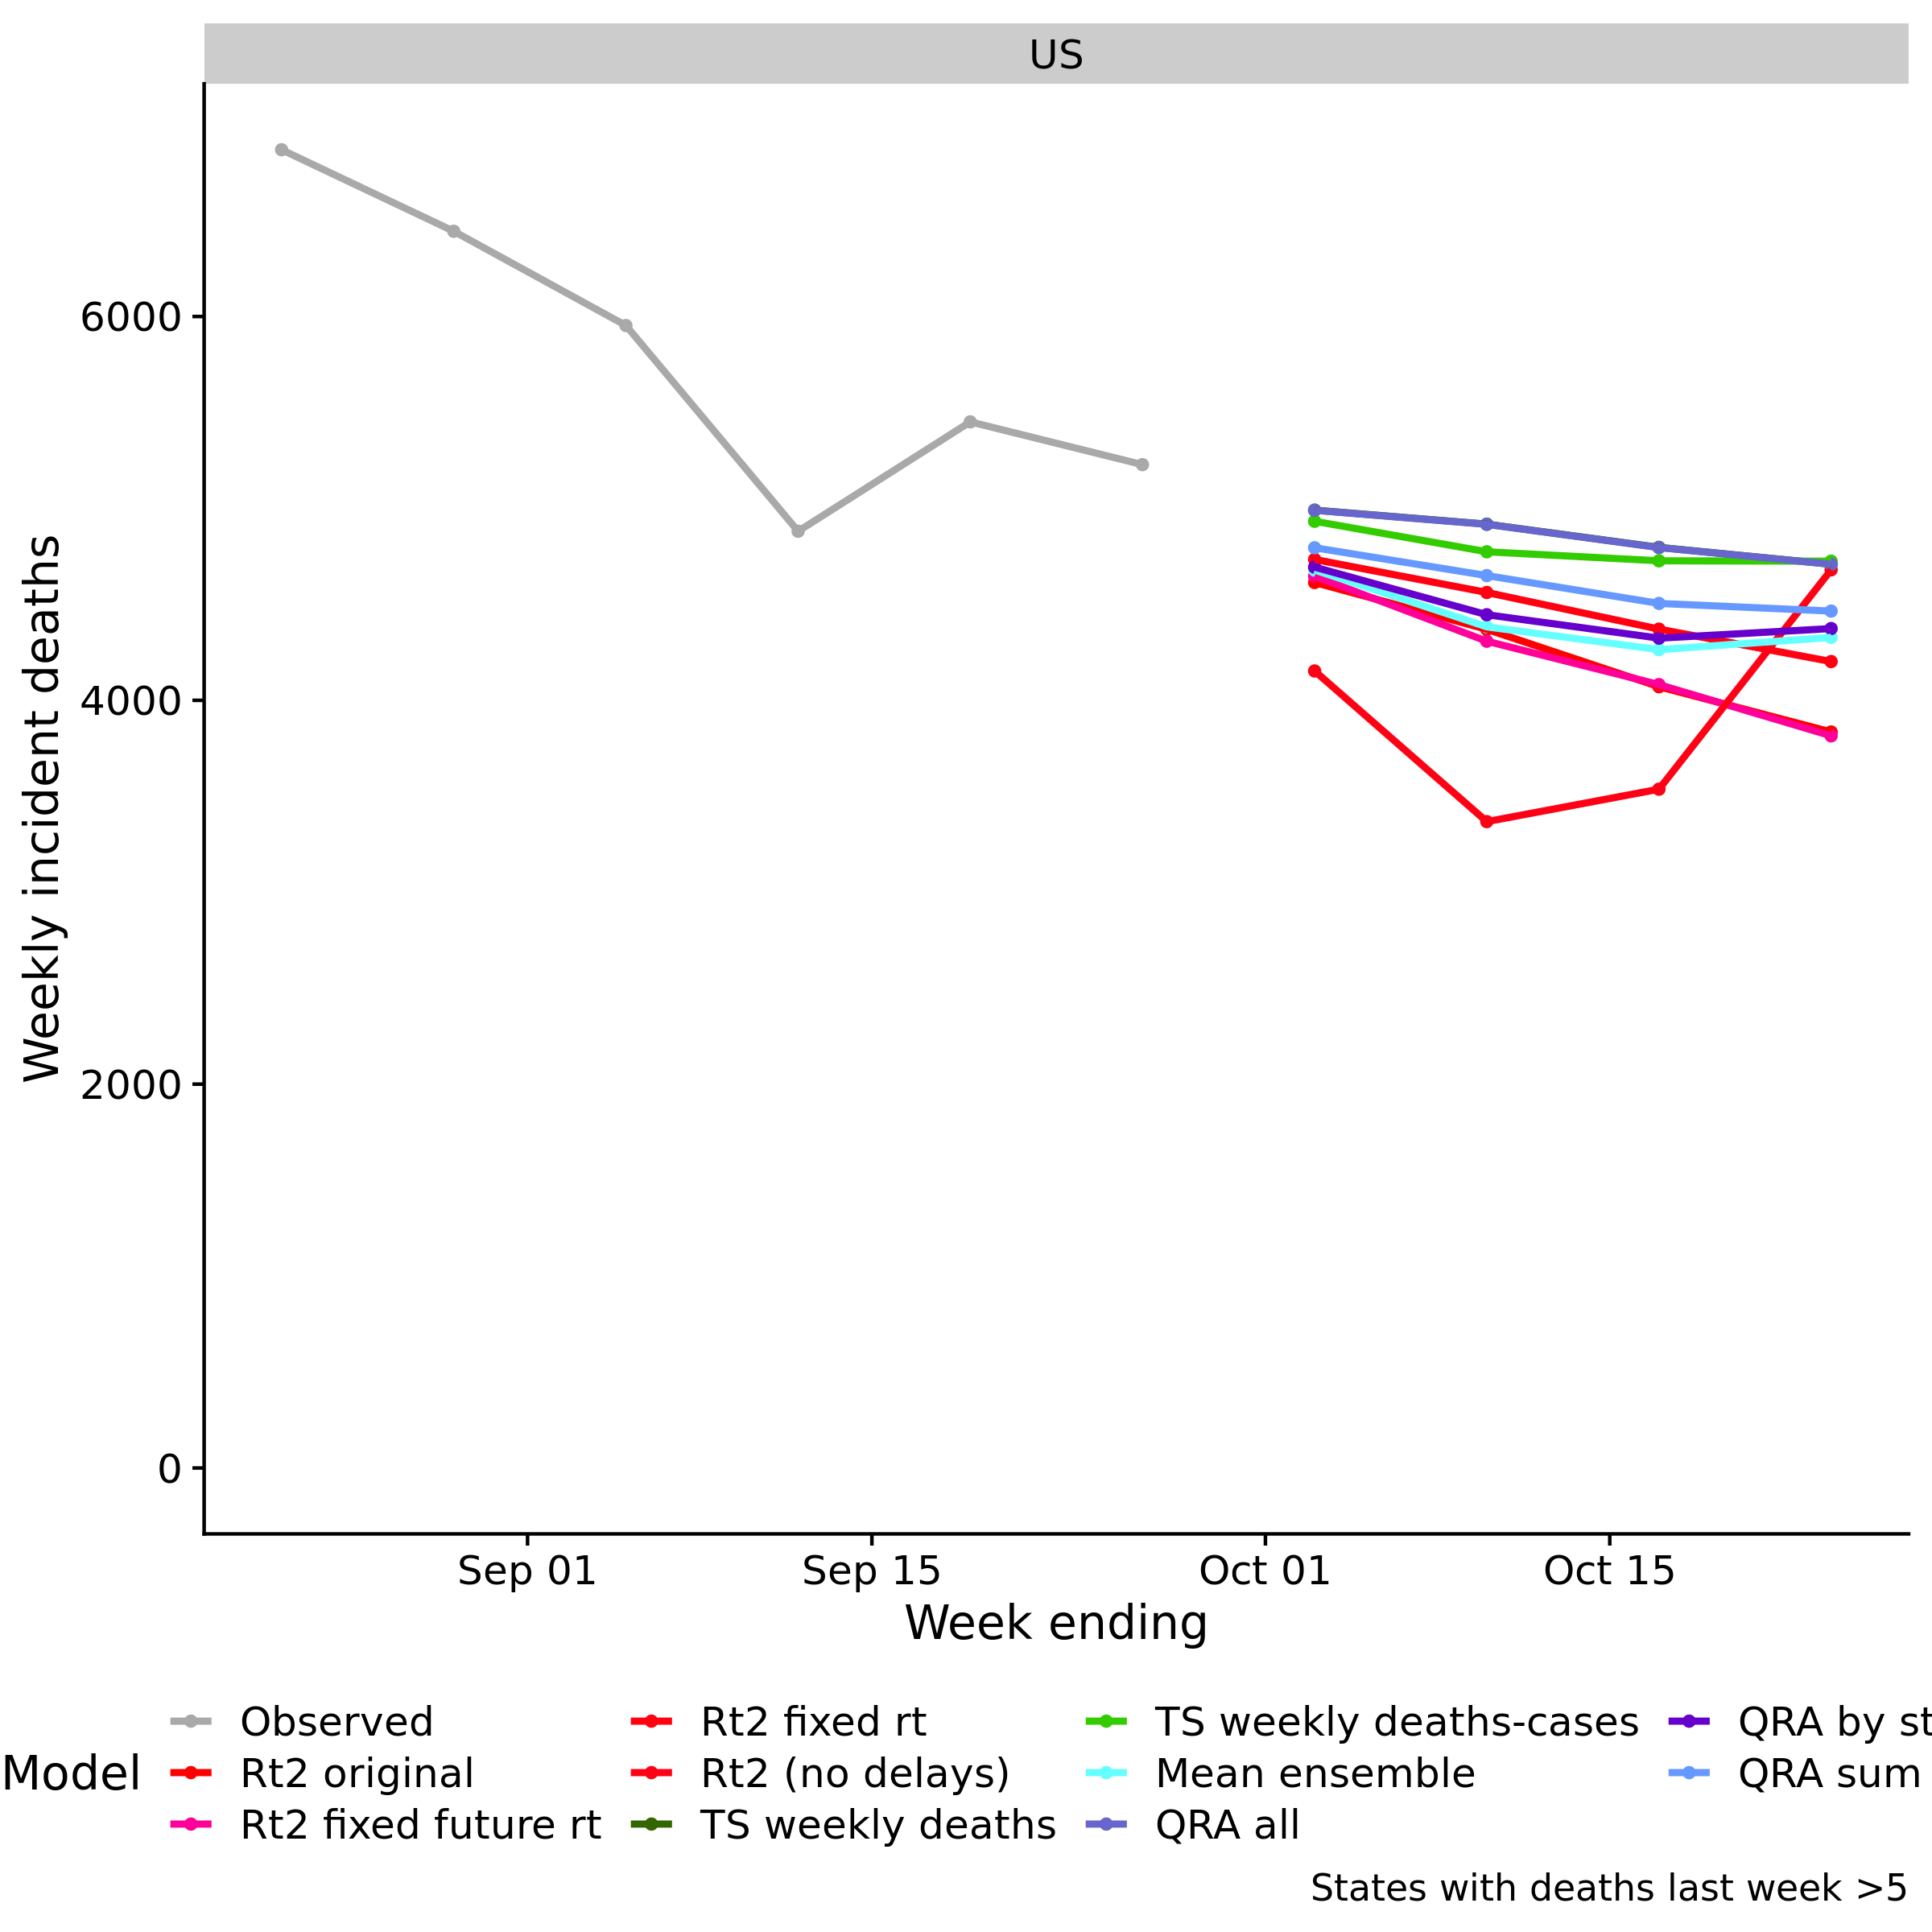 US
6000
4000
2000
0
Weekly incident deaths
Sep 01
Sep 15
Oct 01
Oct 15
Week ending
Model
Observed
Rt2 original
Rt2 fixed future rt
Rt2 fixed rt
Rt2 (no delays)
TS weekly deaths
TS weekly deaths-cases
Mean ensemble
QRA all
QRA by st
QRA sum
States with deaths last week >5